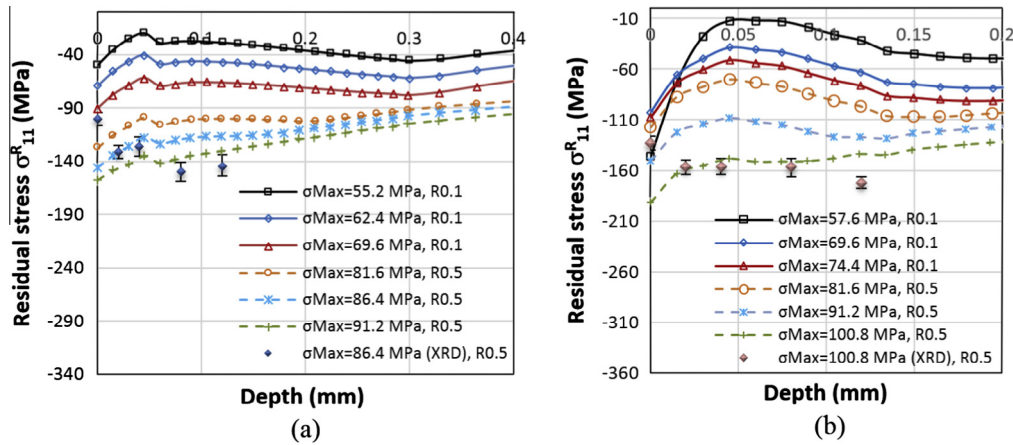 0 0.1 0.2 0.3 0.4
-40
-90
-140
-190
-240
-290
-340
Residual stress σᴿ₁₁ (MPa)
σMax=55.2 MPa, R0.1
σMax=62.4 MPa, R0.1
σMax=69.6 MPa, R0.1
σMax=81.6 MPa, R0.5
σMax=86.4 MPa, R0.5
σMax=91.2 MPa, R0.5
σMax=86.4 MPa (XRD), R0.5
Depth (mm)
(a)
-10
0 0.05 0.1 0.15 0.2
-60
-110
-160
-210
-260
-310
-360
Residual stress σᴿ₁₁ (MPa)
σMax=57.6 MPa, R0.1
σMax=69.6 MPa, R0.1
σMax=74.4 MPa, R0.1
σMax=81.6 MPa, R0.5
σMax=91.2 MPa, R0.5
σMax=100.8 MPa, R0.5
σMax=100.8 MPa (XRD), R0.5
Depth (mm)
(b)